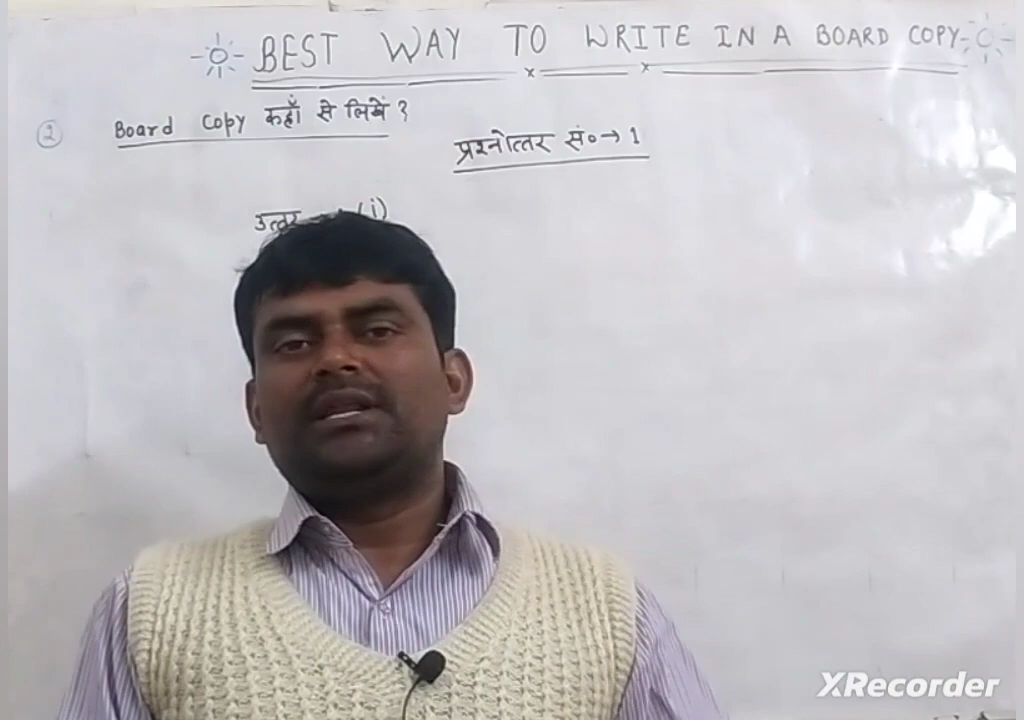 BEST WAY TO WRITE IN A BOARD COPY
② Board Copy कहाँ से लिखें ?
प्रश्नोत्तर सं० → 1
उत्तर (i)
XRecorder